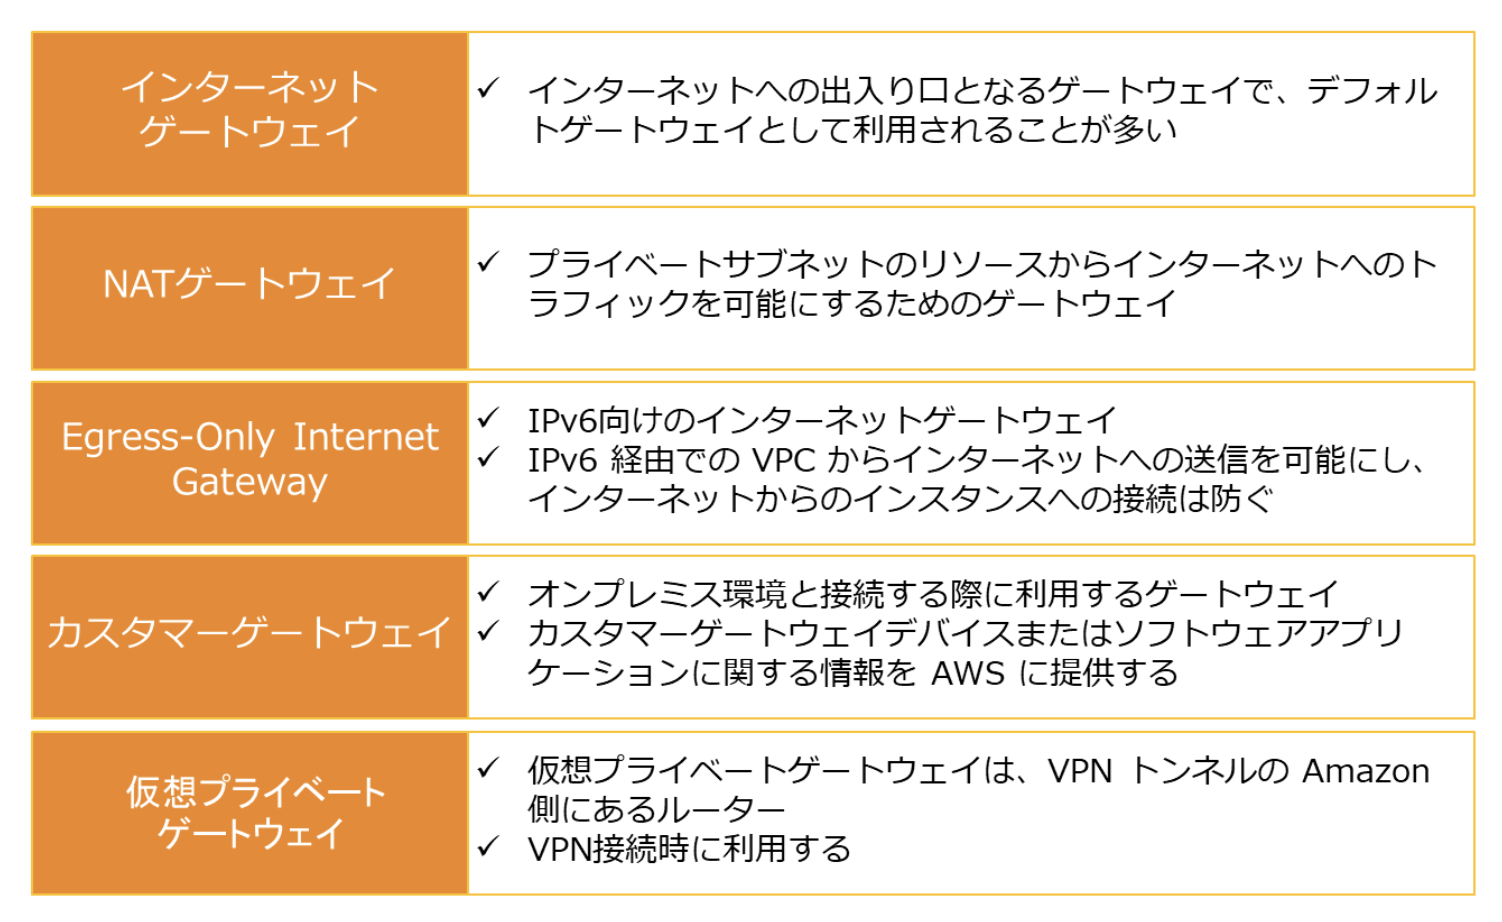 インターネット
ゲートウェイ
✓ インターネットへの出入り口となるゲートウェイで、デフォル
トゲートウェイとして利用されることが多い
NATゲートウェイ
✓ プライベートサブネットのリソースからインターネットへのト
ラフィックを可能にするためのゲートウェイ
Egress-Only Internet
Gateway
✓ IPv6向けのインターネットゲートウェイ
✓ IPv6 経由での VPC からインターネットへの送信を可能にし、
インターネットからのインスタンスへの接続は防ぐ
カスタマーゲートウェイ
✓ オンプレミス環境と接続する際に利用するゲートウェイ
✓ カスタマーゲートウェイデバイスまたはソフトウェアアプリ
ケーションに関する情報を AWS に提供する
仮想プライベート
ゲートウェイ
✓ 仮想プライベートゲートウェイは、VPN トンネルの Amazon
側にあるルーター
✓ VPN接続時に利用する